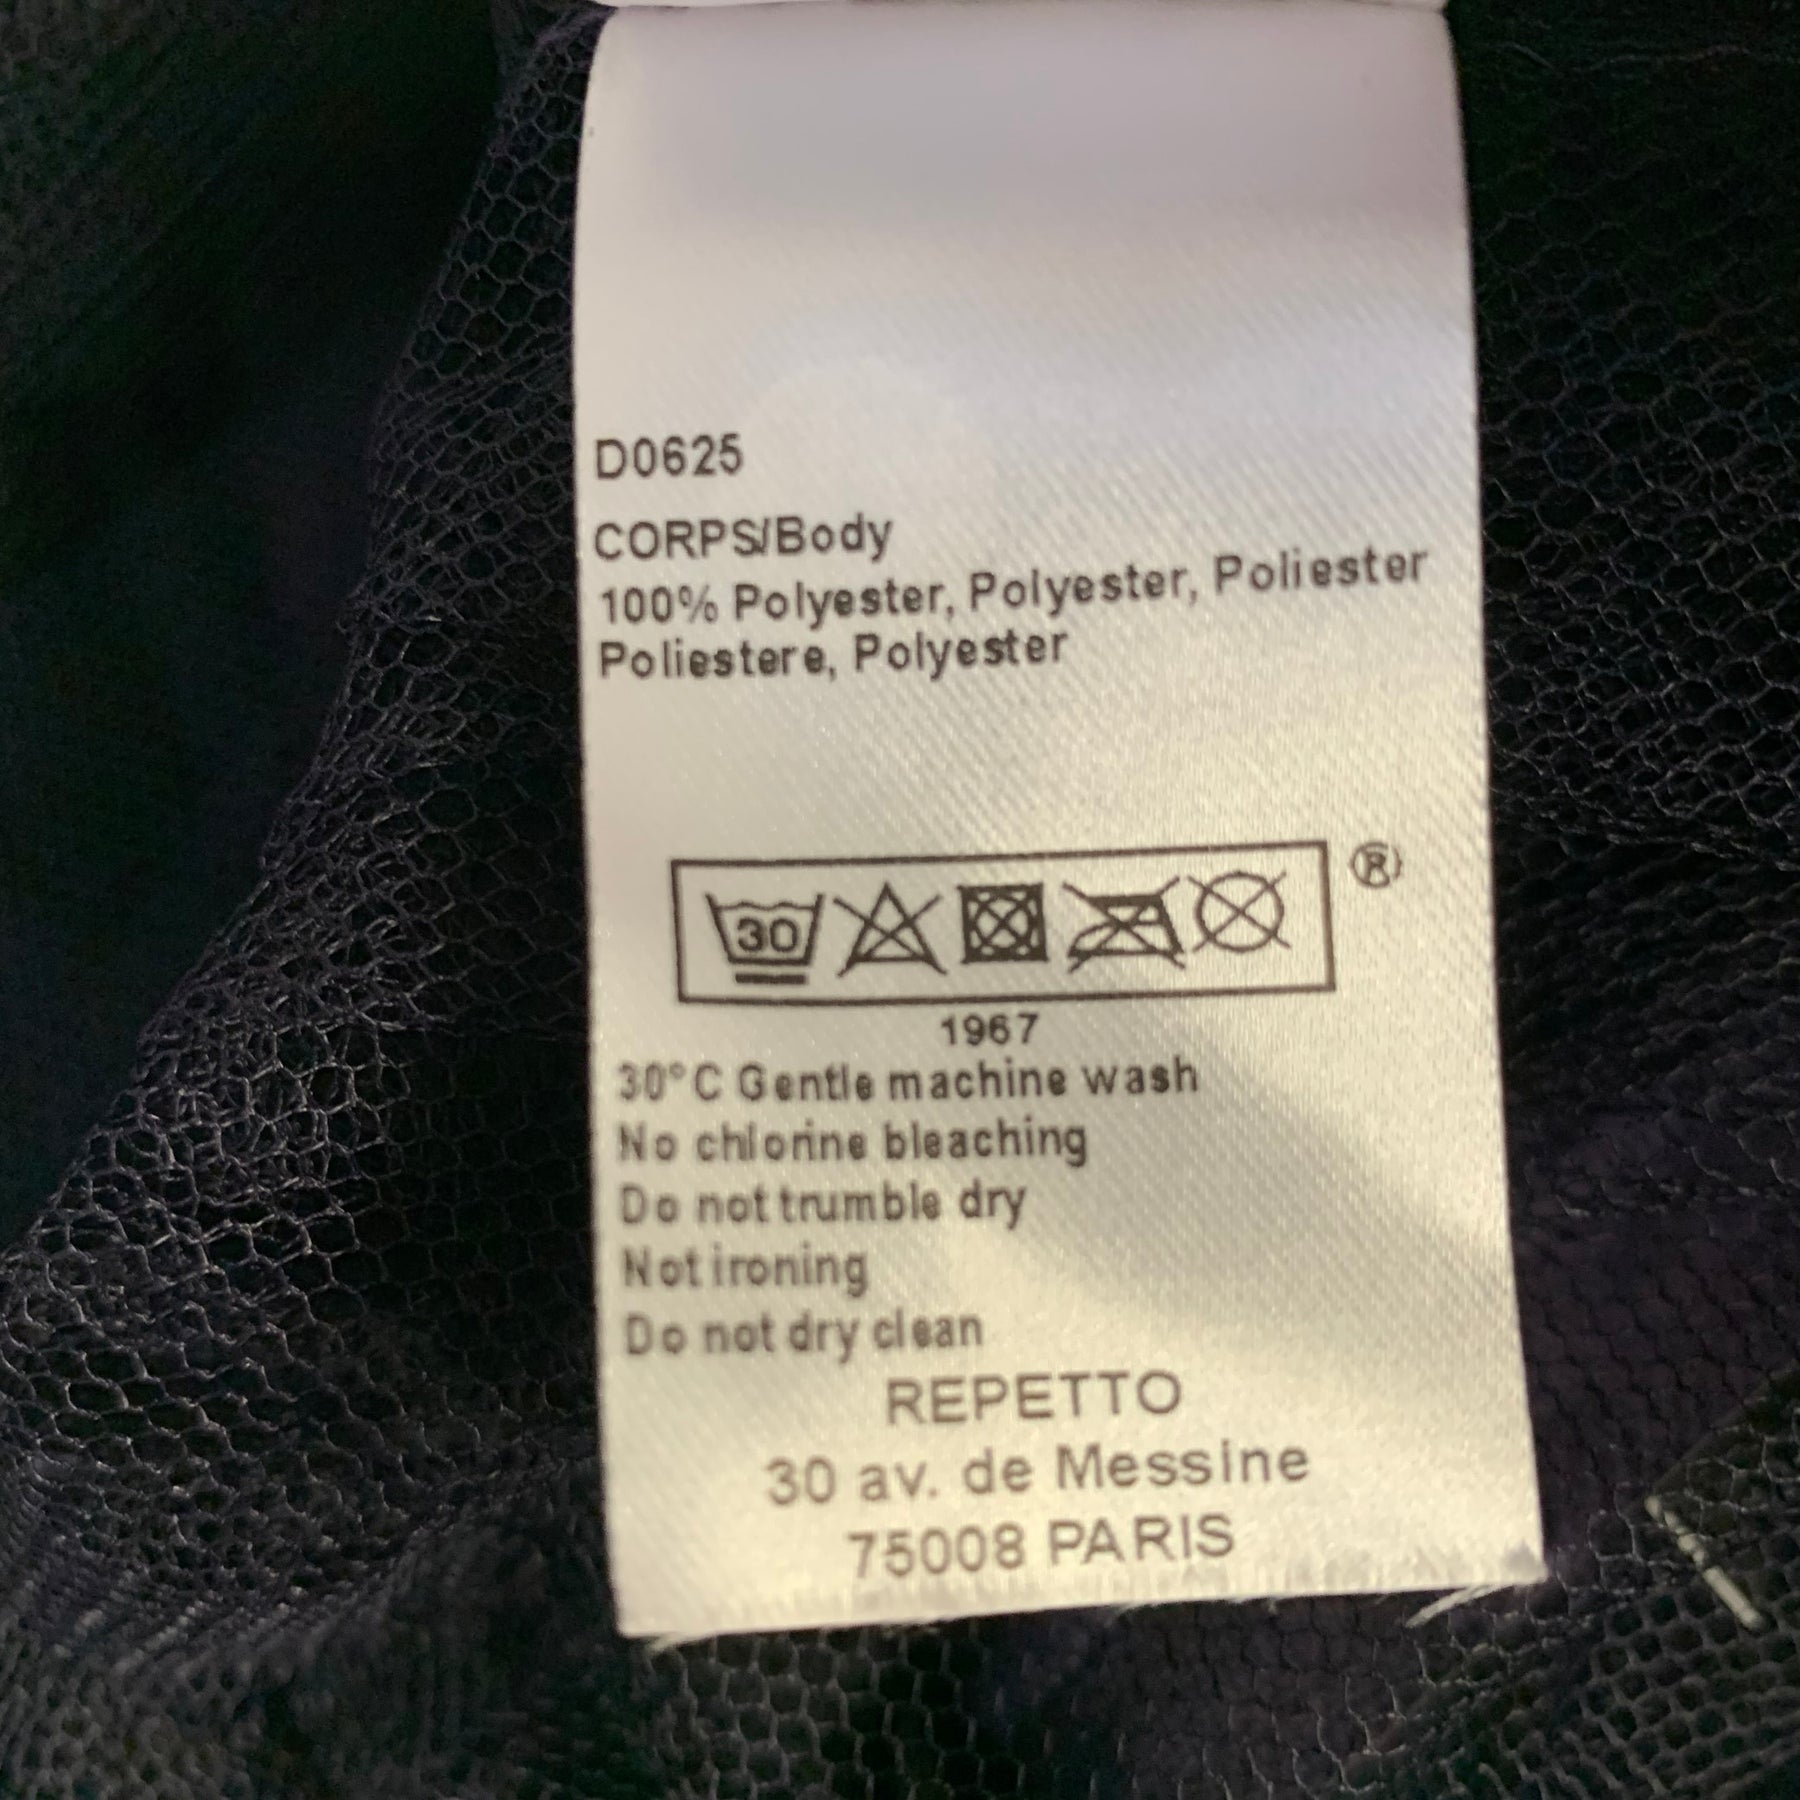 D0625
CORPS/Body
100% Polyester, Polyester, Poliester
Poliestere, Polyester
30
®
1967
30°C Gentle machine wash
No chlorine bleaching
Do not trumble dry
Not ironing
Do not dry clean
REPETTO
30 av. de Messine
75008 PARIS